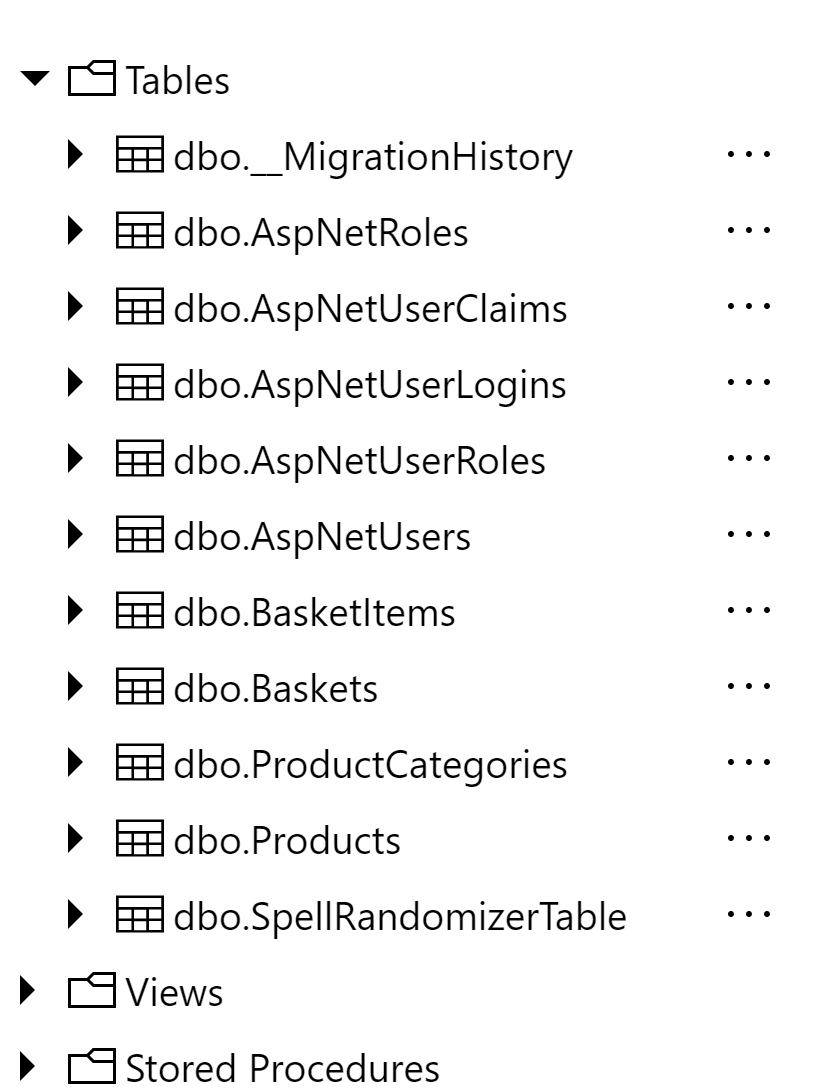 Tables
dbo.__MigrationHistory
dbo.AspNetRoles
dbo.AspNetUserClaims
dbo.AspNetUserLogins
dbo.AspNetUserRoles
dbo.AspNetUsers
dbo.BasketItems
dbo.Baskets
dbo.ProductCategories
dbo.Products
dbo.SpellRandomizerTable
Views
Stored Procedures